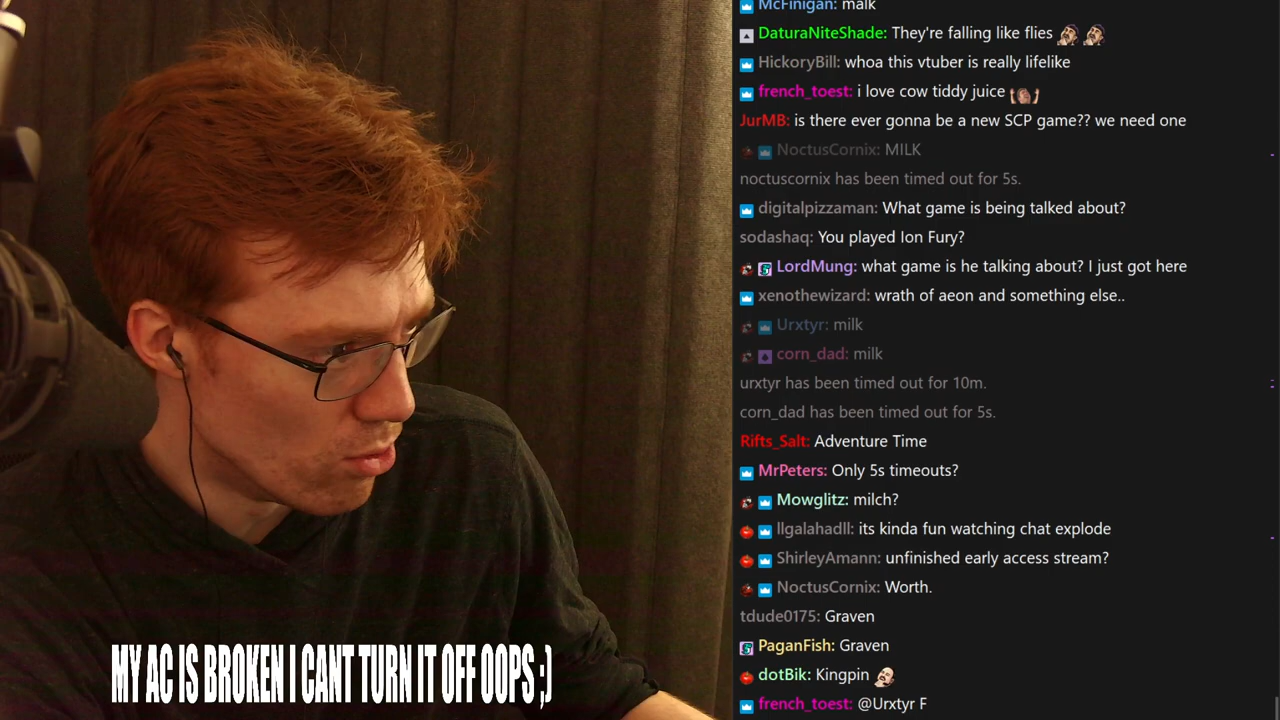 McFinigan: malk
DaturaNiteShade: They're falling like flies
HickoryBill: whoa this vtuber is really lifelike
french_toest: i love cow tiddy juice
JurMB: is there ever gonna be a new SCP game?? we need one
NoctusCornix: MILK
noctuscornix has been timed out for 5s.
digitalpizzaman: What game is being talked about?
sodashaq: You played Ion Fury?
LordMung: what game is he talking about? I just got here
xenothewizard: wrath of aeon and something else..
Urxtyr: milk
corn_dad: milk
urxtyr has been timed out for 10m.
corn_dad has been timed out for 5s.
Rifts_Salt: Adventure Time
MrPeters: Only 5s timeouts?
Mowglitz: milch?
llgalahadll: its kinda fun watching chat explode
ShirleyAmann: unfinished early access stream?
NoctusCornix: Worth.
tdude0175: Graven
PaganFish: Graven
dotBik: Kingpin
french_toest: @Urxtyr F
MY AC IS BROKEN I CANT TURN IT OFF OOPS ;)